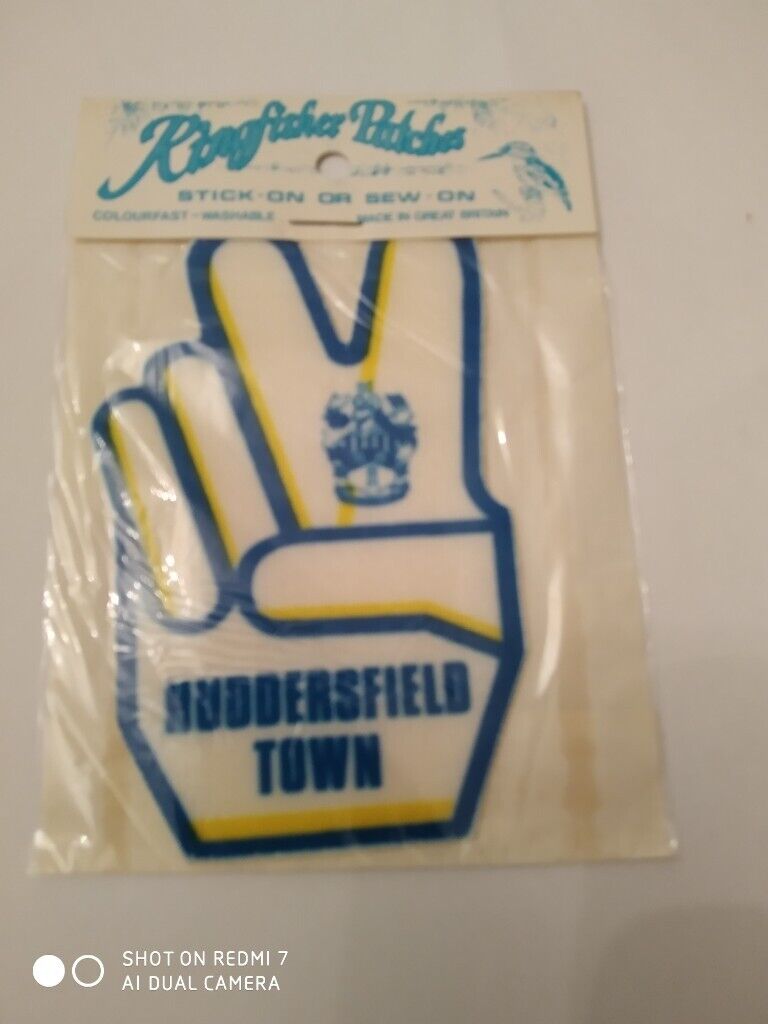 Kingfisher Patches
STICK-ON OR SEW-ON
COLOURFAST-WASHABLE MADE IN GREAT BRITAIN
HUDDERSFIELD
TOWN
SHOT ON REDMI 7
AI DUAL CAMERA